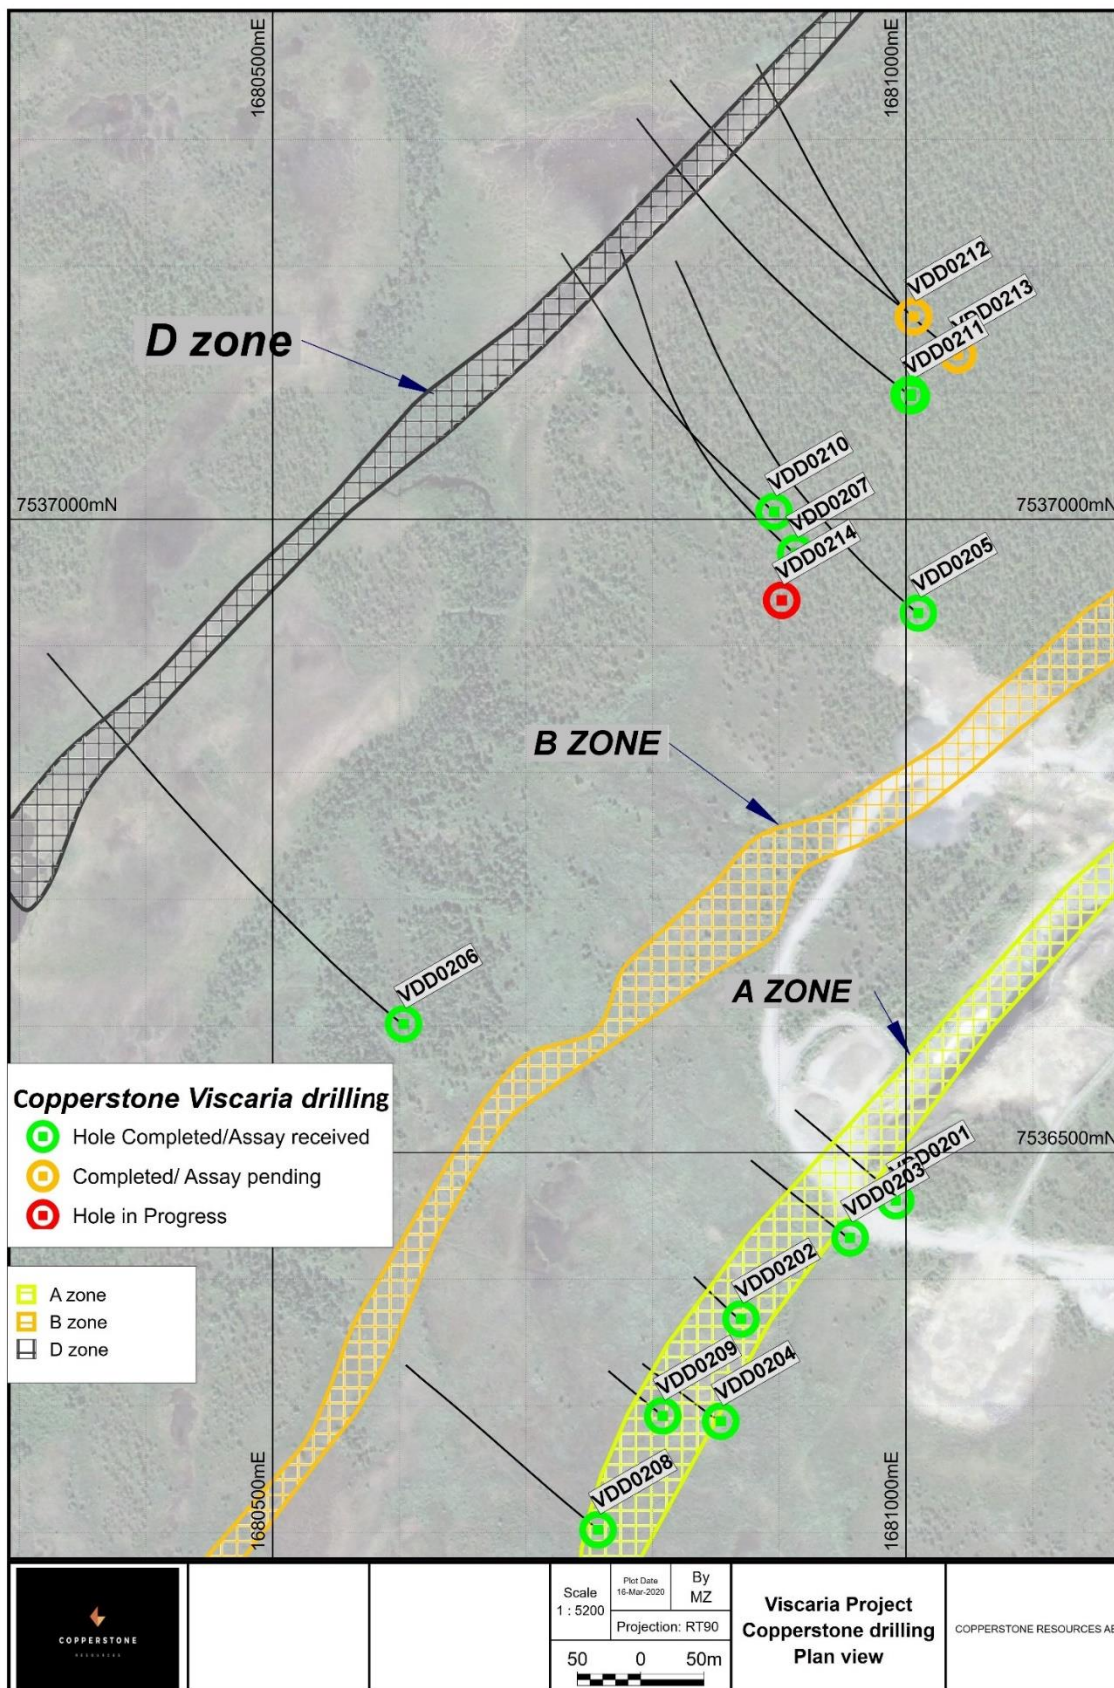 1680500mE
1681000mE
VDD0212
VDD0213
VDD0211
D zone
VDD0210
VDD0207
7537000mN
7537000mN
VDD0214
VDD0205
B ZONE
VDD0206
A ZONE
Copperstone Viscaria drilling
Hole Completed/Assay received
Completed/ Assay pending
Hole in Progress
7536500mN
VDD0201
VDD0203
VDD0202
A zone
B zone
D zone
VDD0209
VDD0204
VDD0208
1680500mE
1681000mE
COPPERSTONE
RESOURCES
Scale
1 : 5200
Plot Date
16-Mar-2020
By
MZ
Projection: RT90
50 0 50m
Viscaria Project
Copperstone drilling
Plan view
COPPERSTONE RESOURCES AB